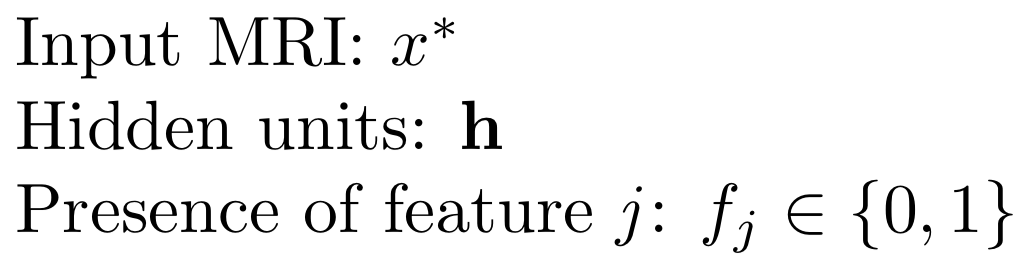 Input MRI: x*
Hidden units: h
Presence of feature j: f_j ∈ {0, 1}